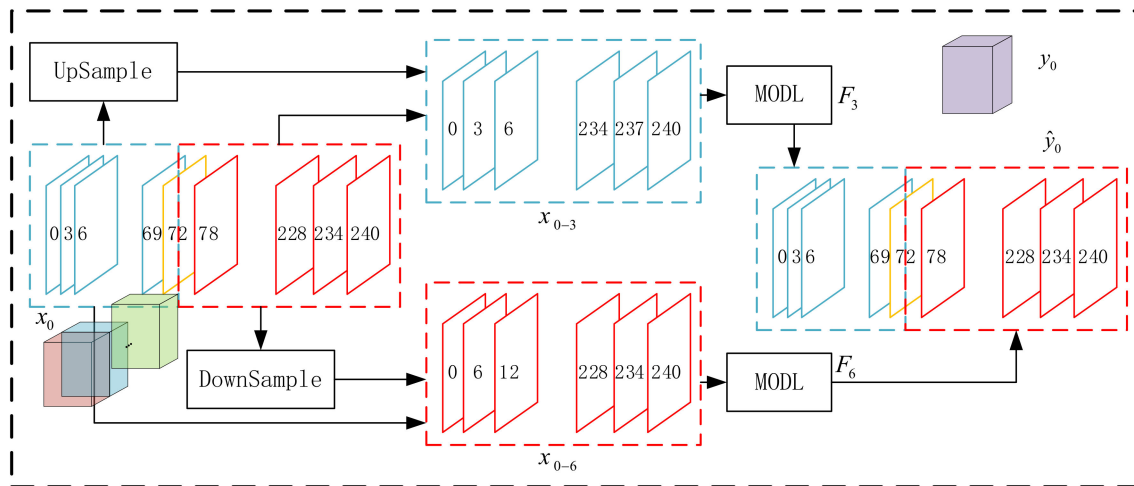 UpSample
0 3 6 69 72 78 228 234 240
x₀
...
DownSample
0 3 6 234 237 240
x₀₋₃
0 6 12 228 234 240
x₀₋₆
MODL F₃
MODL F₆
y₀
ŷ₀
0 3 6 69 72 78 228 234 240